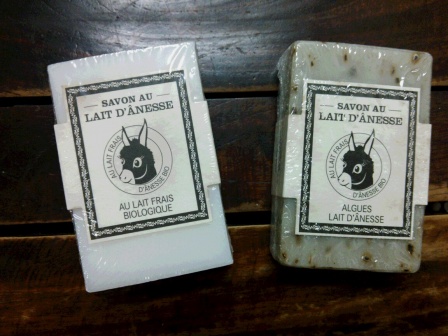 SAVON AU
LAIT D'ÂNESSE
AU LAIT FRAIS
D'ÂNESSE BIO
AU LAIT FRAIS
BIOLOGIQUE
SAVON AU
LAIT D'ÂNESSE
AU LAIT FRAIS
D'ÂNESSE BIO
ALGUES
LAIT D'ÂNESSE